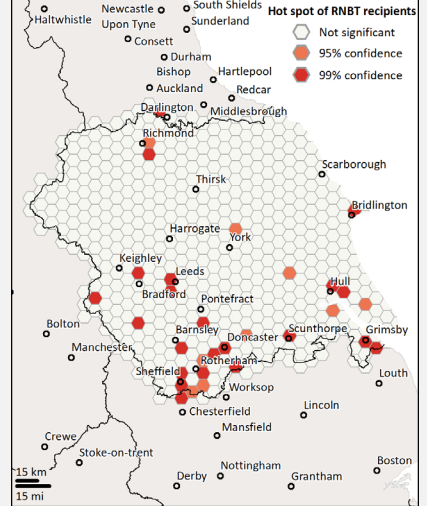 Hot spot of RNBT recipients
Not significant
95% confidence
99% confidence
South Shields
Newcastle
Upon Tyne
Haltwhistle
Sunderland
Consett
Durham
Bishop
Auckland
Hartlepool
Redcar
Darlington
Middlesbrough
Richmond
Scarborough
Thirsk
Bridlington
Harrogate
York
Keighley
Leeds
Bradford
Hull
Pontefract
Bolton
Barnsley
Doncaster
Scunthorpe
Grimsby
Manchester
Rotherham
Sheffield
Louth
Worksop
Chesterfield
Lincoln
Mansfield
Crewe
Stoke-on-trent
Nottingham
Boston
Derby
Grantham
15 km
15 mi